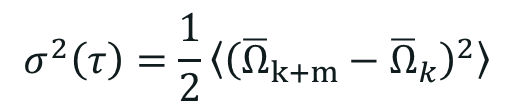 σ²(τ) = 1/2 ⟨(Ω̅ₖ₊ₘ − Ω̅ₖ)²⟩